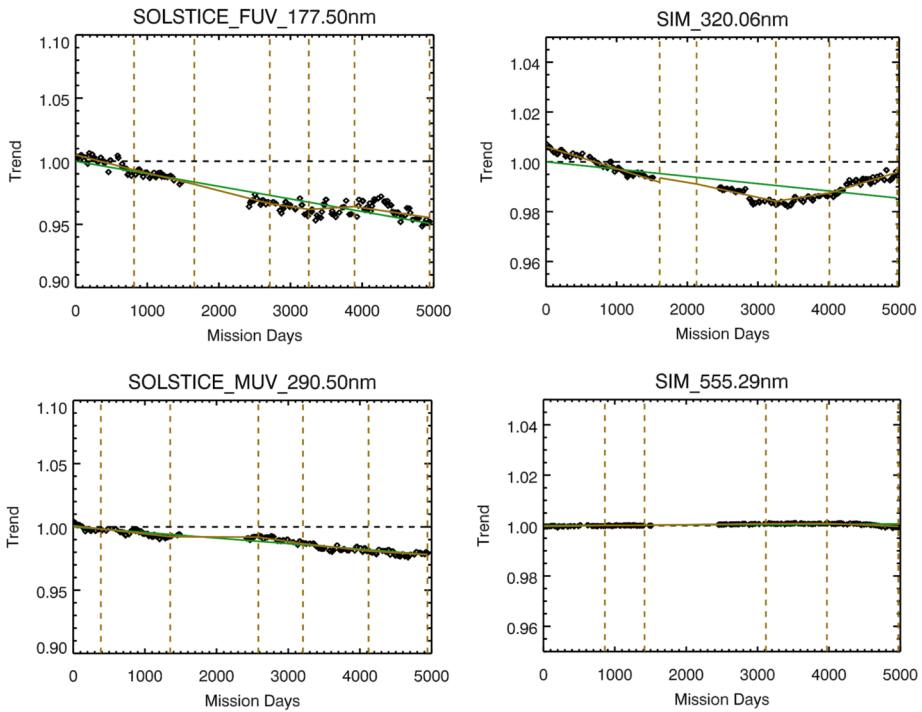 SOLSTICE_FUV_177.50nm
1.10
1.05
1.00
0.95
0.90
Trend
0 1000 2000 3000 4000 5000
Mission Days
SIM_320.06nm
1.04
1.02
1.00
0.98
0.96
Trend
0 1000 2000 3000 4000 5000
Mission Days
SOLSTICE_MUV_290.50nm
1.10
1.05
1.00
0.95
0.90
Trend
0 1000 2000 3000 4000 5000
Mission Days
SIM_555.29nm
1.04
1.02
1.00
0.98
0.96
Trend
0 1000 2000 3000 4000 5000
Mission Days